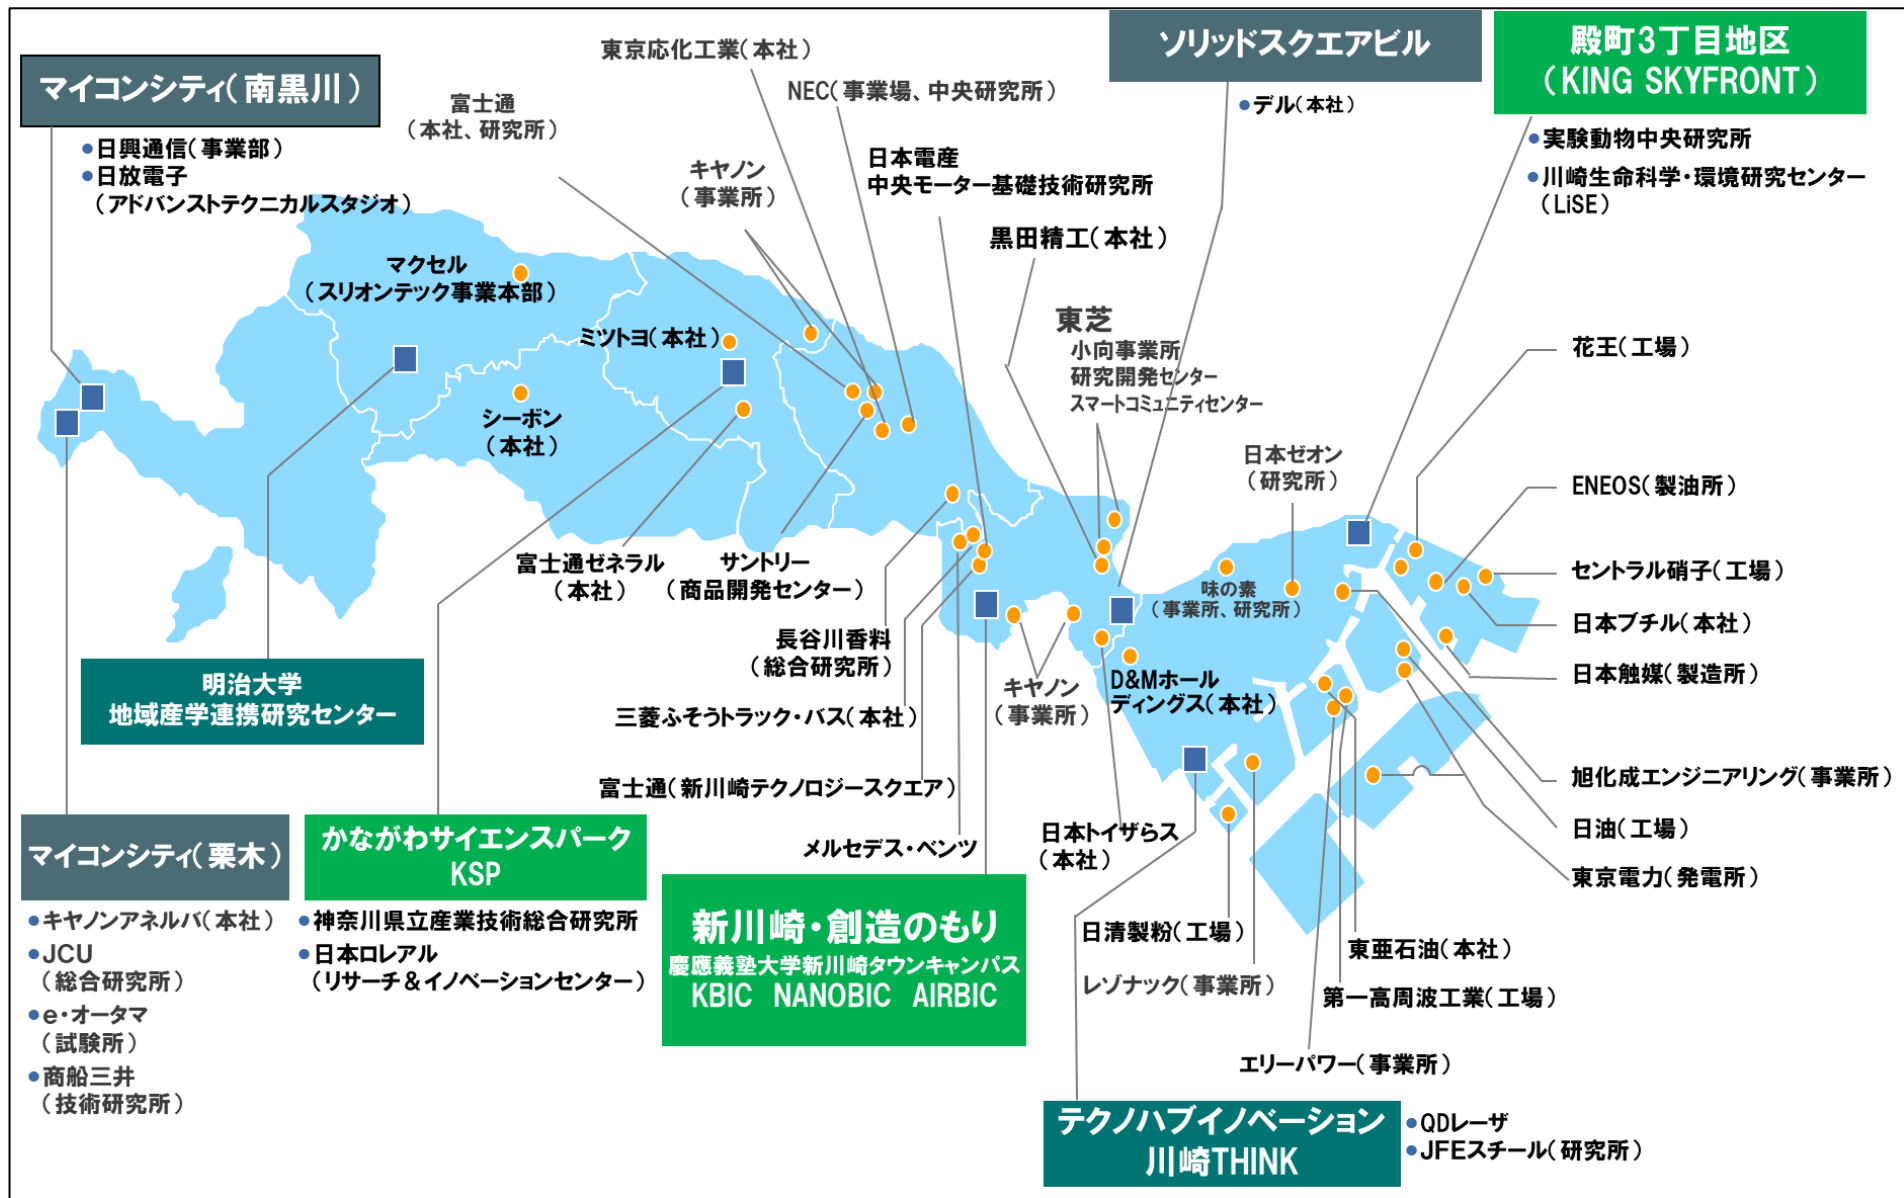 マイコンシティ(南黒川)
●日興通信(事業部)
●日放電子
(アドバンストテクニカルスタジオ)
東京応化工業(本社)
富士通
(本社、研究所)
NEC(事業場、中央研究所)
キヤノン
(事業所)
日本電産
中央モーター基礎技術研究所
黒田精工(本社)
ソリッドスクエアビル
●デル(本社)
殿町3丁目地区
(KING SKYFRONT)
●実験動物中央研究所
●川崎生命科学・環境研究センター
(LiSE)
マクセル
(スリオンテック事業本部)
ミツトヨ(本社)
シーボン
(本社)
東芝
小向事業所
研究開発センター
スマートコミュニティセンター
日本ゼオン
(研究所)
花王(工場)
ENEOS(製油所)
セントラル硝子(工場)
日本ブチル(本社)
日本触媒(製造所)
旭化成エンジニアリング(事業所)
日油(工場)
東京電力(発電所)
富士通ゼネラル
(本社)
サントリー
(商品開発センター)
味の素
(事業所、研究所)
長谷川香料
(総合研究所)
キヤノン
(事業所)
D&Mホール
ディングス(本社)
明治大学
地域産学連携研究センター
三菱ふそうトラック・バス(本社)
富士通(新川崎テクノロジースクエア)
メルセデス・ベンツ
日本トイザらス
(本社)
マイコンシティ(栗木)
●キヤノンアネルバ(本社)
●JCU
(総合研究所)
●e・オータマ
(試験所)
●商船三井
(技術研究所)
かながわサイエンスパーク
KSP
●神奈川県立産業技術総合研究所
●日本ロレアル
(リサーチ&イノベーションセンター)
新川崎・創造のもり
慶應義塾大学新川崎タウンキャンパス
KBIC NANOBIC AIRBIC
日清製粉(工場)
レゾナック(事業所)
東亜石油(本社)
第一高周波工業(工場)
エリーパワー(事業所)
テクノハブイノベーション
川崎THINK
●QDレーザ
●JFEスチール(研究所)